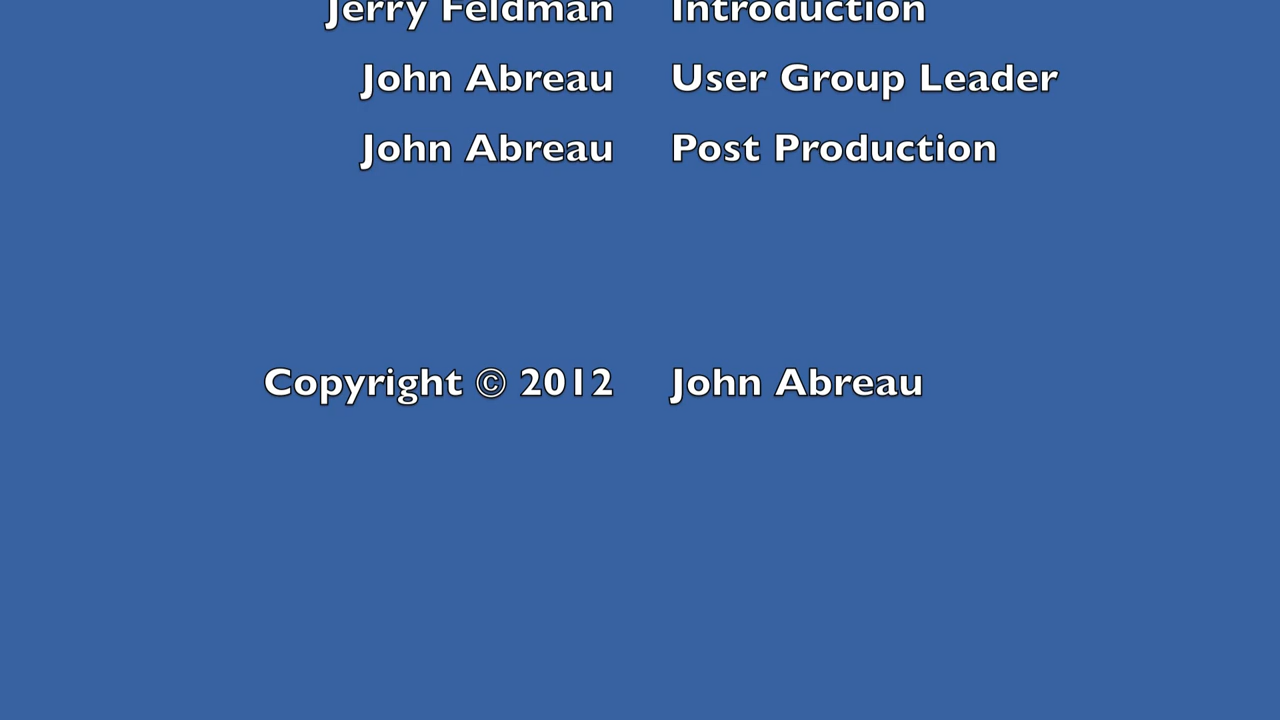 Jerry Feldman Introduction
John Abreau User Group Leader
John Abreau Post Production
Copyright © 2012 John Abreau